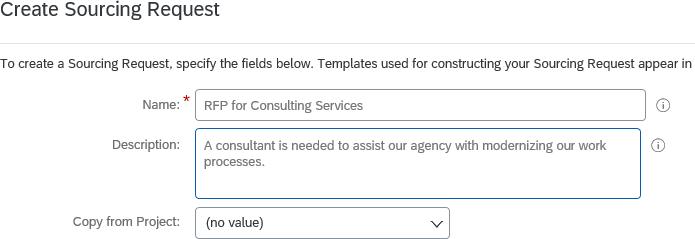 Create Sourcing Request
To create a Sourcing Request, specify the fields below. Templates used for constructing your Sourcing Request appear in
Name: * RFP for Consulting Services
Description: A consultant is needed to assist our agency with modernizing our work
processes.
Copy from Project: (no value)